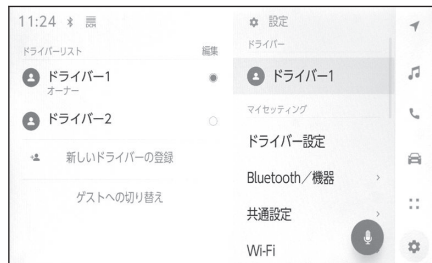 11:24
ドライバーリスト 編集
ドライバー1
オーナー
ドライバー2
新しいドライバーの登録
ゲストへの切り替え
設定
ドライバー
ドライバー1
マイセッティング
ドライバー設定
Bluetooth／機器
共通設定
Wi-Fi